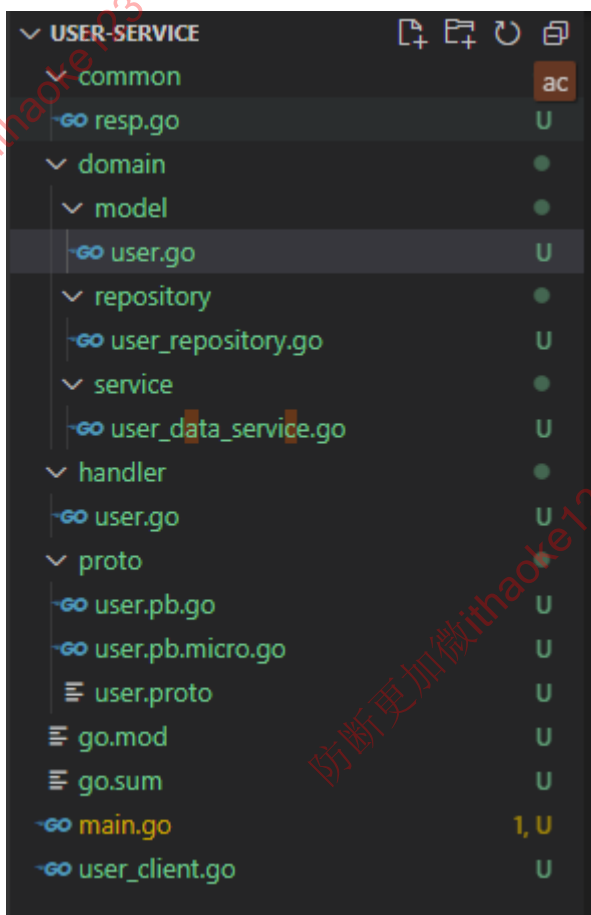 USER-SERVICE
common
ac
resp.go U
domain
model
user.go U
repository
user_repository.go U
service
user_data_service.go U
handler
user.go U
proto
user.pb.go U
user.pb.micro.go U
user.proto U
go.mod U
go.sum U
main.go 1, U
user_client.go U
防断更加微ithaoke12